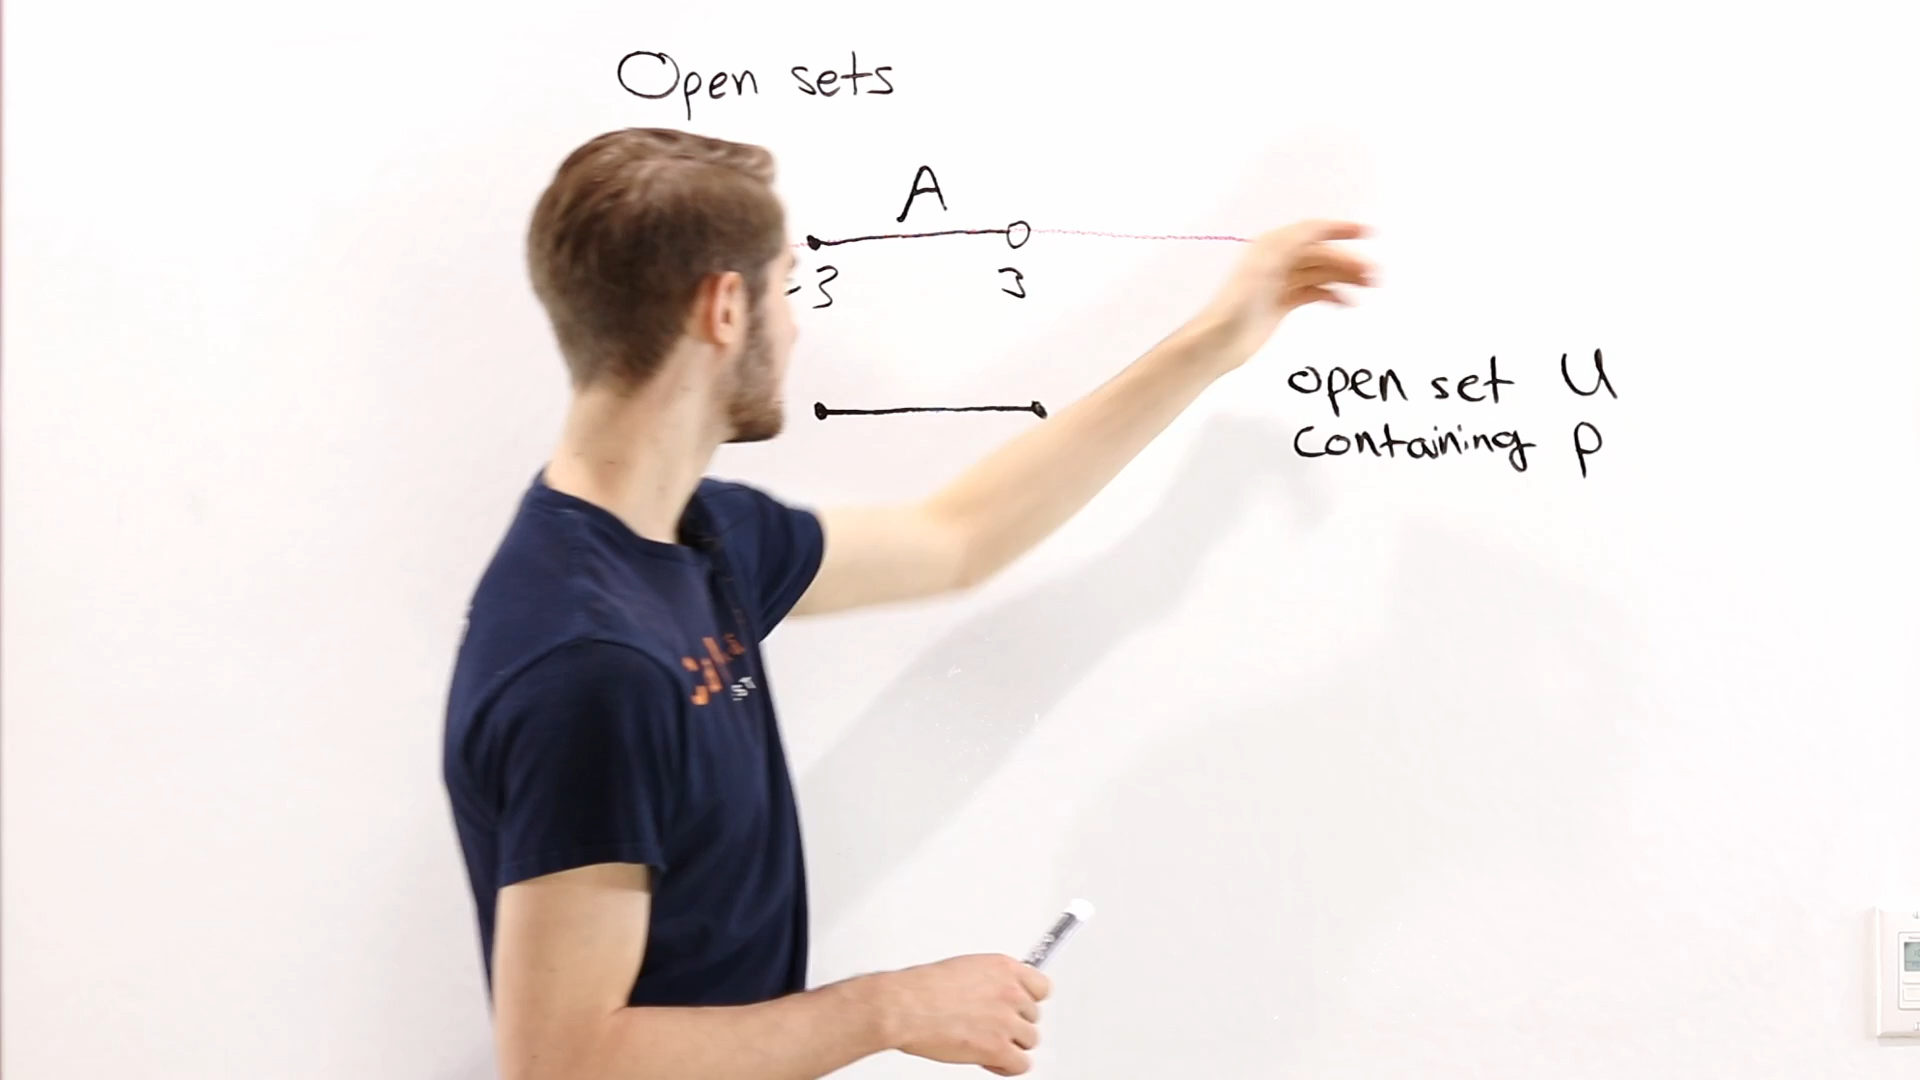 Open sets
A
-3 3
open set U
containing p